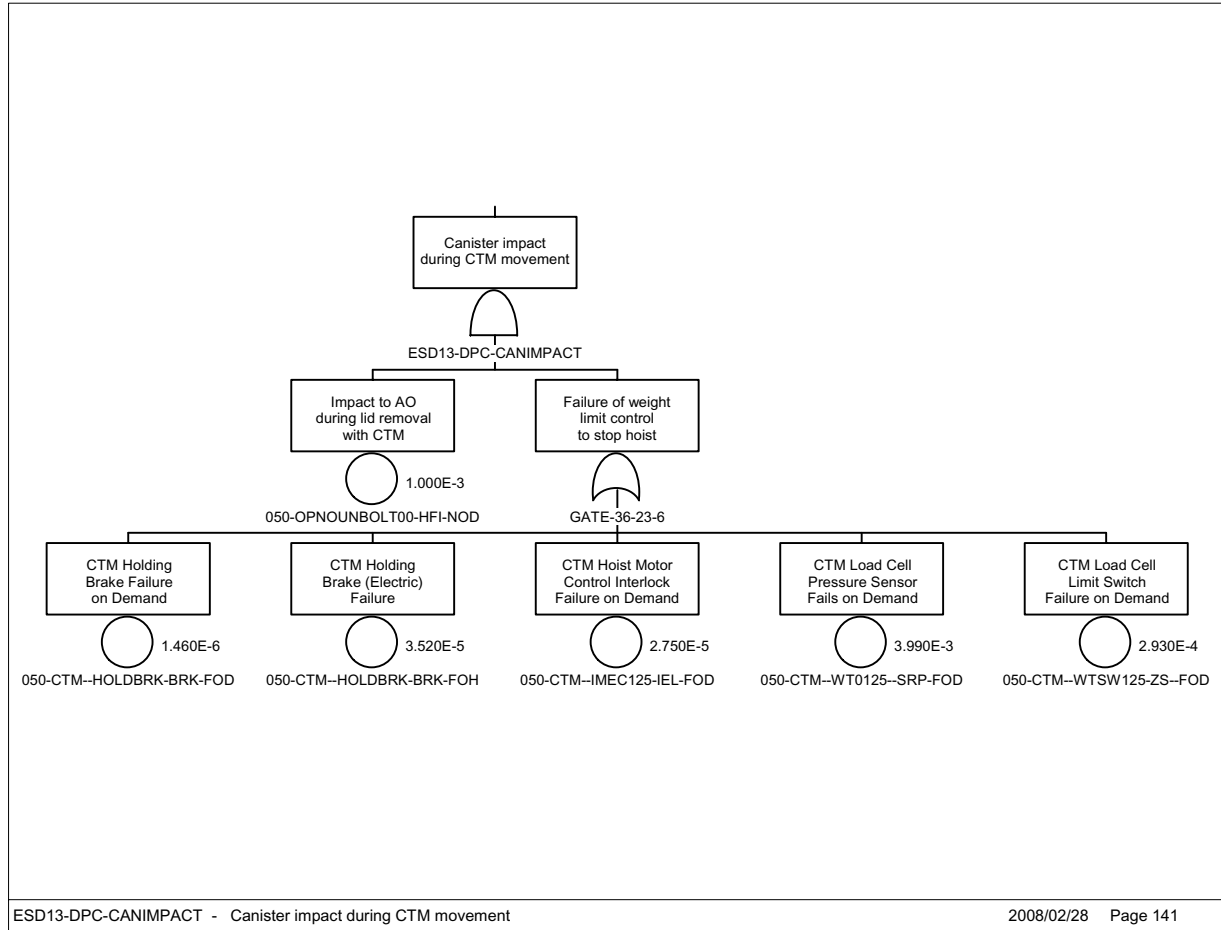 Canister impact
during CTM movement
ESD13-DPC-CANIMPACT
Impact to AO
during lid removal
with CTM
1.000E-3
050-OPNOUNBOLT00-HFI-NOD
Failure of weight
limit control
to stop hoist
GATE-36-23-6
CTM Holding
Brake Failure
on Demand
1.460E-6
050-CTM--HOLDBRK-BRK-FOD
CTM Holding
Brake (Electric)
Failure
3.520E-5
050-CTM--HOLDBRK-BRK-FOH
CTM Hoist Motor
Control Interlock
Failure on Demand
2.750E-5
050-CTM--IMEC125-IEL-FOD
CTM Load Cell
Pressure Sensor
Fails on Demand
3.990E-3
050-CTM--WT0125--SRP-FOD
CTM Load Cell
Limit Switch
Failure on Demand
2.930E-4
050-CTM--WTSW125-ZS--FOD
ESD13-DPC-CANIMPACT - Canister impact during CTM movement
2008/02/28 Page 141